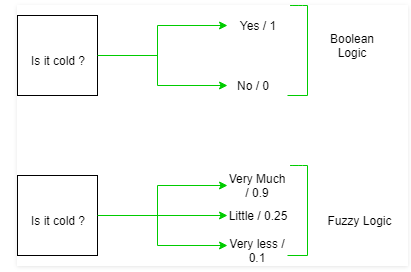 Is it cold ?
Yes / 1
No / 0
Boolean
Logic
Is it cold ?
Very Much
/ 0.9
Little / 0.25
Very less /
0.1
Fuzzy Logic